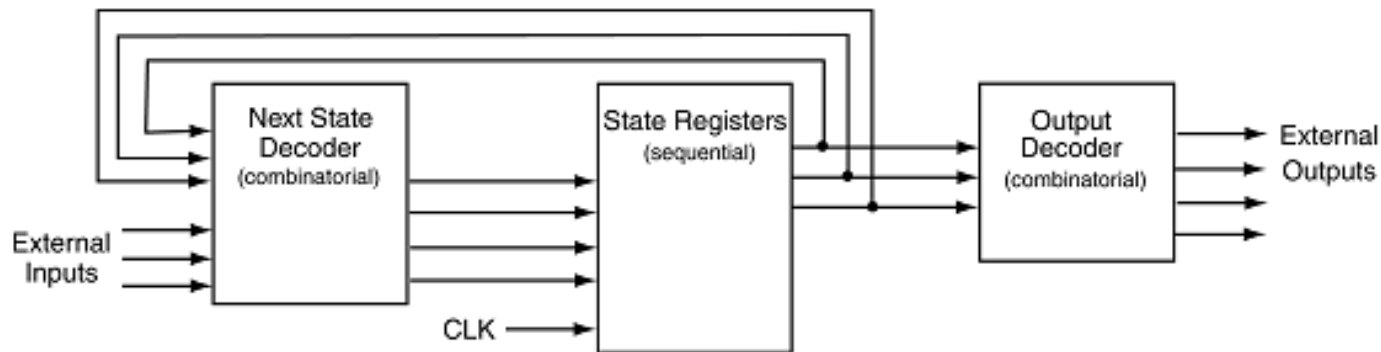 Next State
Decoder
(combinatorial)
State Registers
(sequential)
Output
Decoder
(combinatorial)
External
Outputs
External
Inputs
CLK